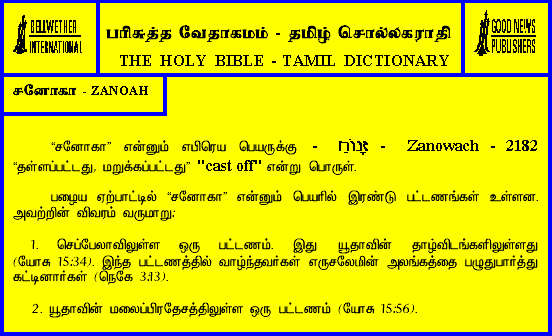 BELLWETHER
INTERNATIONAL
பரிசுத்த வேதாகமம் - தமிழ் சொல்லகராதி
THE HOLY BIBLE - TAMIL DICTIONARY
GOOD NEWS
PUBLISHERS
சனோகா - ZANOAH
“சனோகா” என்னும் எபிரெய பெயருக்கு - זָנוֹחַ - Zanowach - 2182
“தள்ளப்பட்டது, மறுக்கப்பட்டது” "cast off" என்று பொருள்.
பழைய ஏற்பாட்டில் “சனோகா” என்னும் பெயரில் இரண்டு பட்டணங்கள் உள்ளன.
அவற்றின் விவரம் வருமாறு:
1. செப்பேலாவிலுள்ள ஒரு பட்டணம். இது யூதாவின் தாழ்விடங்களிலுள்ளது
(யோசு 15:34). இந்த பட்டணத்தில் வாழ்ந்தவர்கள் எருசலேமின் அலங்கத்தை பழுதுபார்த்து
கட்டினார்கள் (நெகே 3:13).
2. யூதாவின் மலைப்பிரதேசத்திலுள்ள ஒரு பட்டணம் (யோசு 15:56).